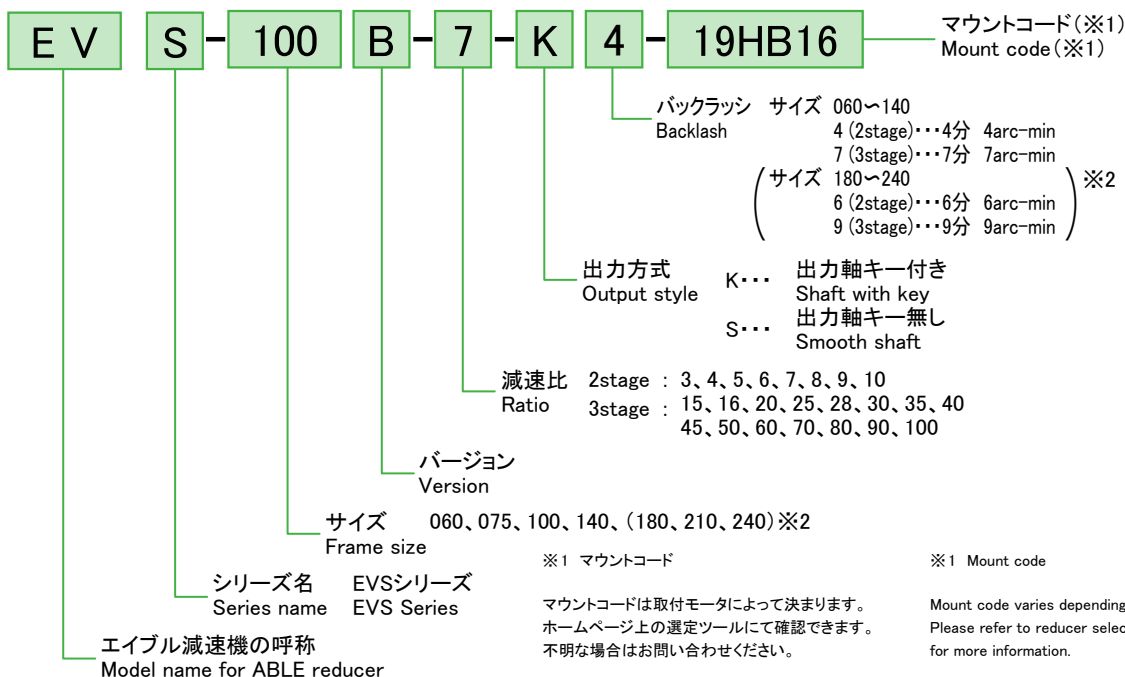 EV S-100 B-7-K 4-19HB16
マウントコード(※1)
Mount code(※1)
バックラッシ サイズ 060～140
Backlash
4 (2stage)・・・4分 4arc-min
7 (3stage)・・・7分 7arc-min
(サイズ 180～240
6 (2stage)・・・6分 6arc-min
9 (3stage)・・・9分 9arc-min) ※2
出力方式 K・・・ 出力軸キー付き
Output style Shaft with key
S・・・ 出力軸キー無し
Smooth shaft
減速比 2stage : 3、4、5、6、7、8、9、10
Ratio 3stage : 15、16、20、25、28、30、35、40
45、50、60、70、80、90、100
バージョン
Version
サイズ 060、075、100、140、(180、210、240)※2
Frame size
シリーズ名 EVSシリーズ
Series name EVS Series
エイブル減速機の呼称
Model name for ABLE reducer
※1 マウントコード
マウントコードは取付モータによって決まります。
ホームページ上の選定ツールにて確認できます。
不明な場合はお問い合わせください。
※1 Mount code
Mount code varies depending
Please refer to reducer selec
for more information.